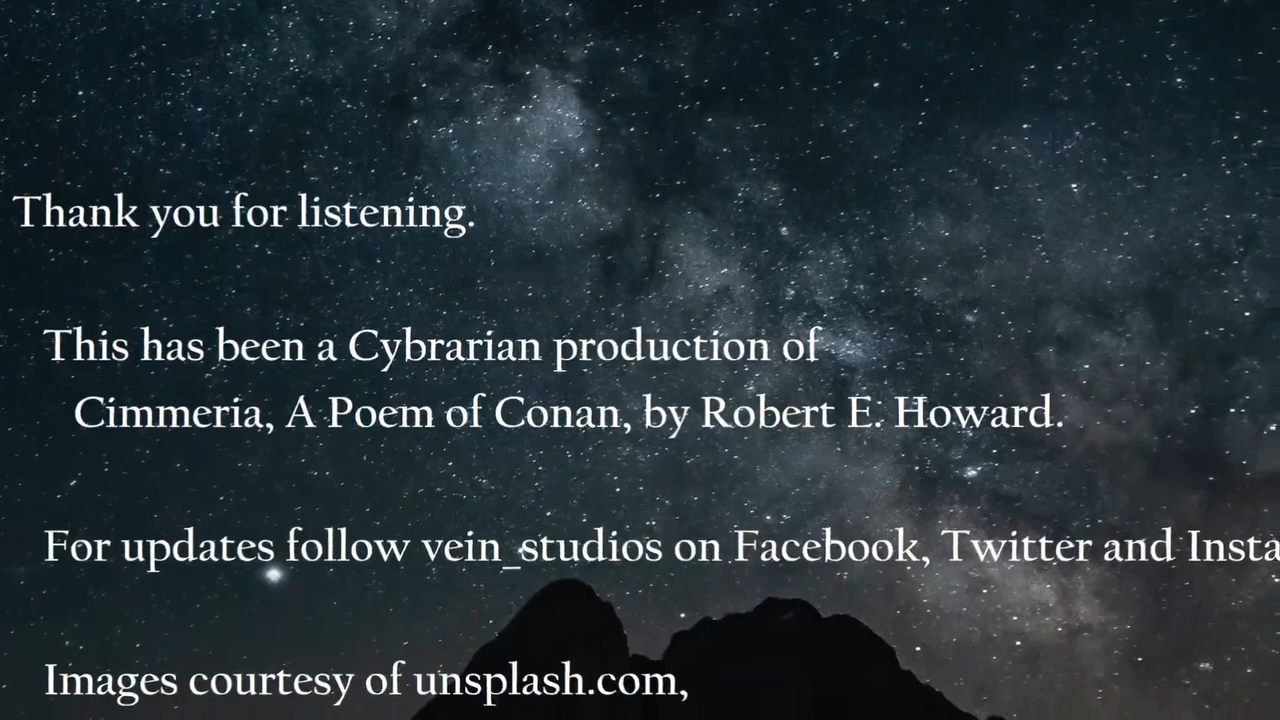 Thank you for listening.
This has been a Cybrarian production of
Cimmeria, A Poem of Conan, by Robert E. Howard.
For updates follow vein_studios on Facebook, Twitter and Insta
Images courtesy of unsplash.com,